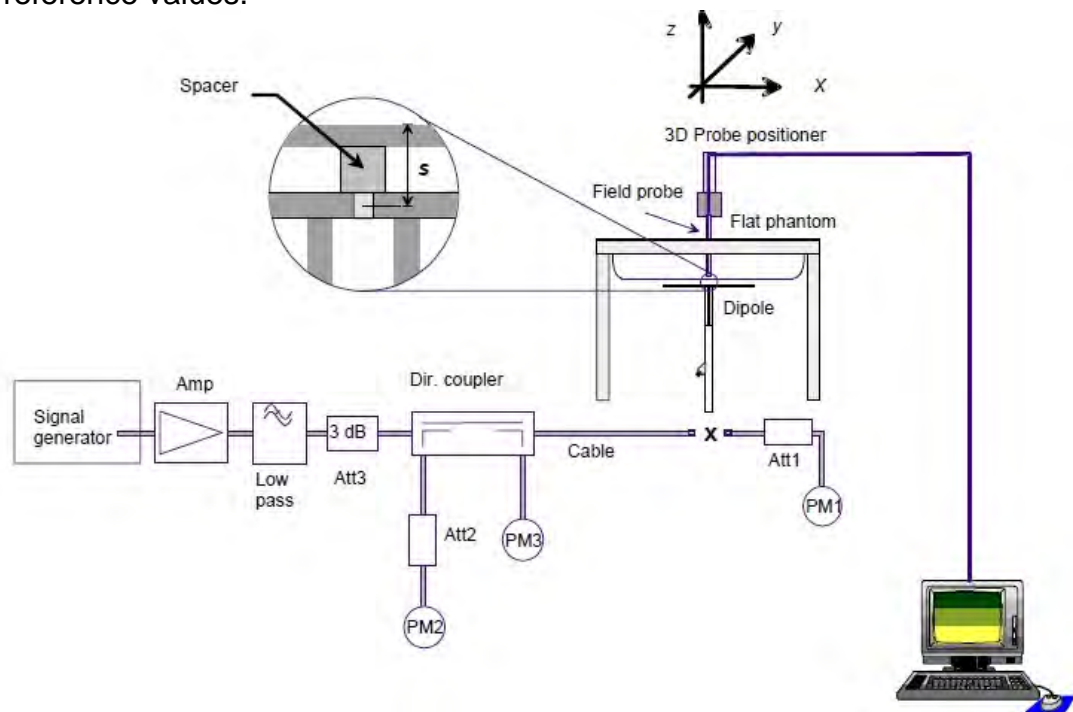 reference values.
z
y
X
Spacer
s
3D Probe positioner
Field probe
Flat phantom
Dipole
Signal
generator
Amp
Low
pass
3 dB
Att3
Dir. coupler
Att2
PM2
PM3
Cable
x
Att1
PM1